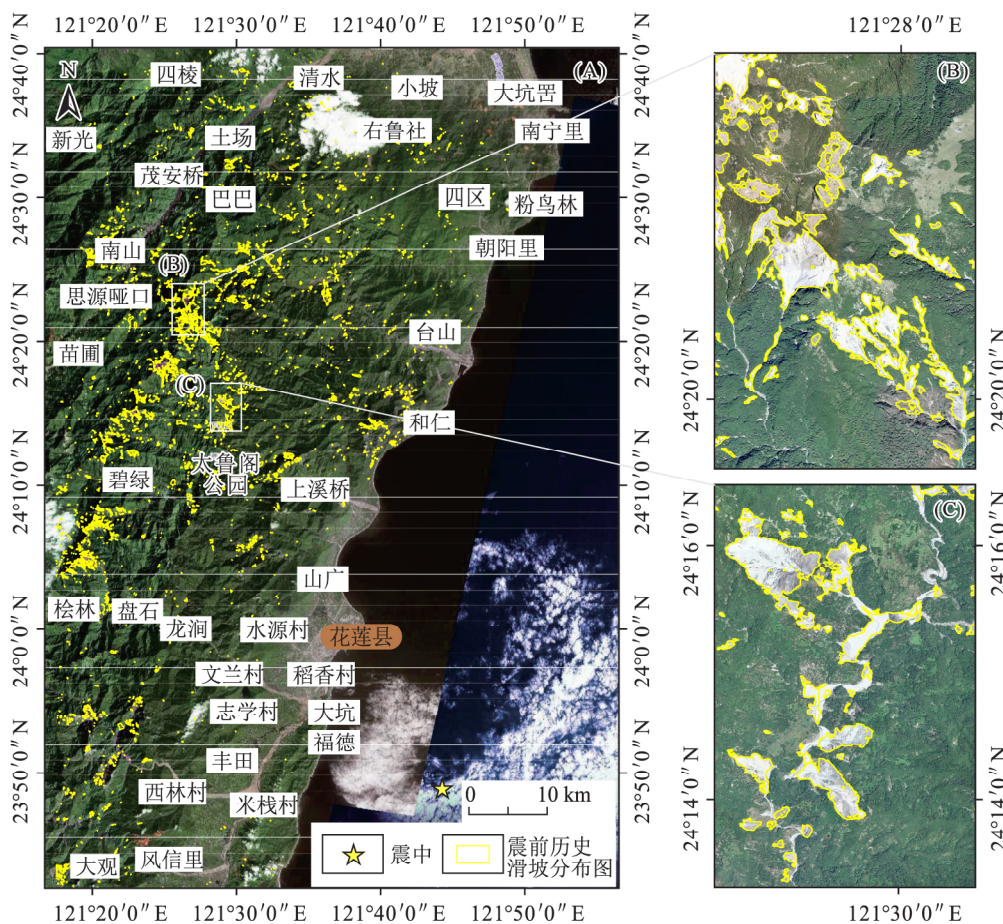 121°20′0″ E
121°30′0″ E
121°40′0″ E
121°50′0″ E
24°40′0″ N
24°30′0″ N
24°20′0″ N
24°10′0″ N
24°0′0″ N
23°50′0″ N
N
(A)
四棱
清水
小坡
大坑罟
新光
土场
右鲁社
南宁里
茂安桥
巴巴
四区
粉鸟林
南山
朝阳里
(B)
思源哑口
苗圃
台山
(C)
和仁
太鲁阁
公园
碧绿
上溪桥
山广
桧林
盘石
龙涧
水源村
花莲县
文兰村
稻香村
志学村
大坑
福德
丰田
西林村
米栈村
大观
风信里
0
10 km
震中
震前历史
滑坡分布图
24°40′0″ N
24°30′0″ N
24°20′0″ N
24°10′0″ N
24°0′0″ N
23°50′0″ N
121°20′0″ E
121°30′0″ E
121°40′0″ E
121°50′0″ E
121°28′0″ E
(B)
24°20′0″ N
24°20′0″ N
(C)
24°16′0″ N
24°16′0″ N
24°14′0″ N
24°14′0″ N
121°30′0″ E